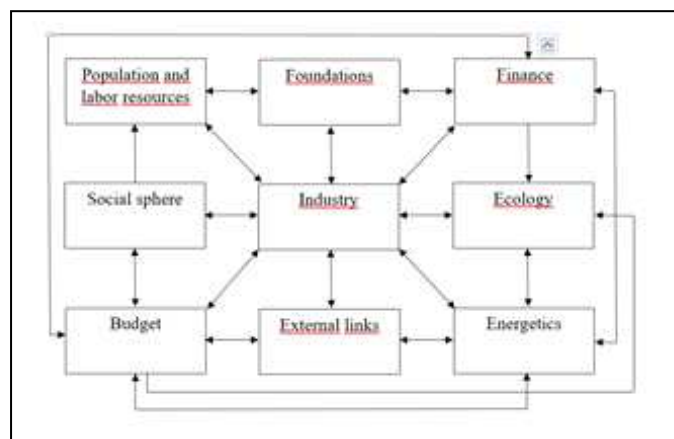 Population and
labor resources
Foundations
Finance
Social sphere
Industry
Ecology
Budget
External links
Energetics